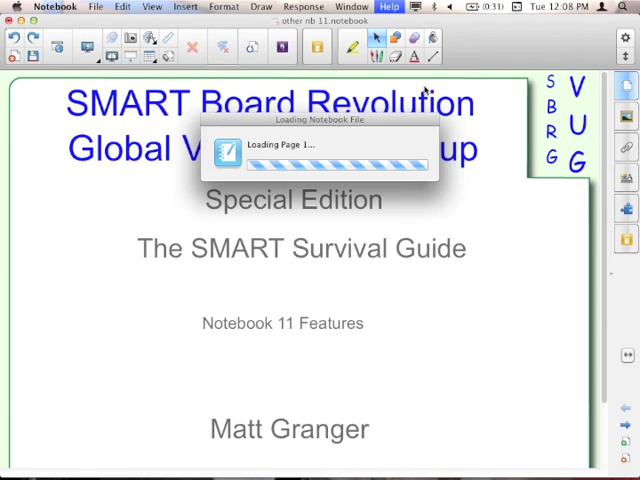 Notebook File Edit View Insert Format Draw Response Window Help (0:31) Tue 12:08 PM
other nb 11.notebook
SMART Board Revolution
Loading Notebook File
Loading Page 1...
Global V up
Special Edition
The SMART Survival Guide
Notebook 11 Features
Matt Granger
S
B
R
G
V
U
G